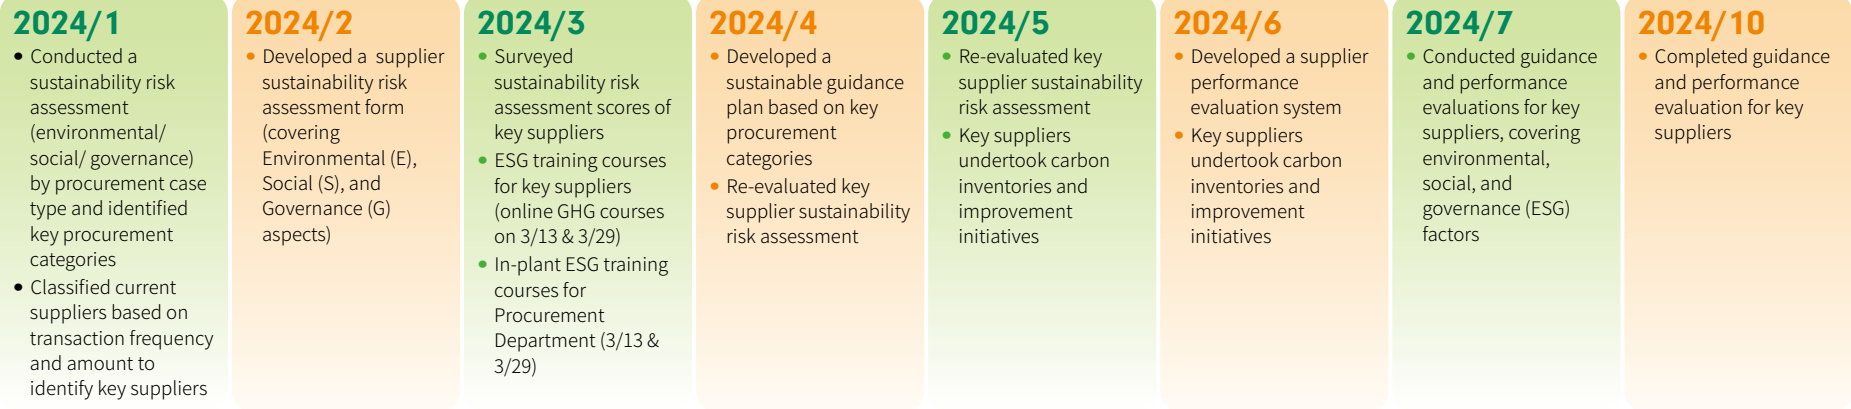 2024/1
• Conducted a
sustainability risk
assessment
(environmental/
social/ governance)
by procurement case
type and identified
key procurement
categories
• Classified current
suppliers based on
transaction frequency
and amount to
identify key suppliers
2024/2
• Developed a supplier
sustainability risk
assessment form
(covering
Environmental (E),
Social (S), and
Governance (G)
aspects)
2024/3
• Surveyed
sustainability risk
assessment scores of
key suppliers
• ESG training courses
for key suppliers
(online GHG courses
on 3/13 & 3/29)
• In-plant ESG training
courses for
Procurement
Department (3/13 &
3/29)
2024/4
• Developed a
sustainable guidance
plan based on key
procurement
categories
• Re-evaluated key
supplier sustainability
risk assessment
2024/5
• Re-evaluated key
supplier sustainability
risk assessment
• Key suppliers
undertook carbon
inventories and
improvement
initiatives
2024/6
• Developed a supplier
performance
evaluation system
• Key suppliers
undertook carbon
inventories and
improvement
initiatives
2024/7
• Conducted guidance
and performance
evaluations for key
suppliers, covering
environmental,
social, and
governance (ESG)
factors
2024/10
• Completed guidance
and performance
evaluation for key
suppliers